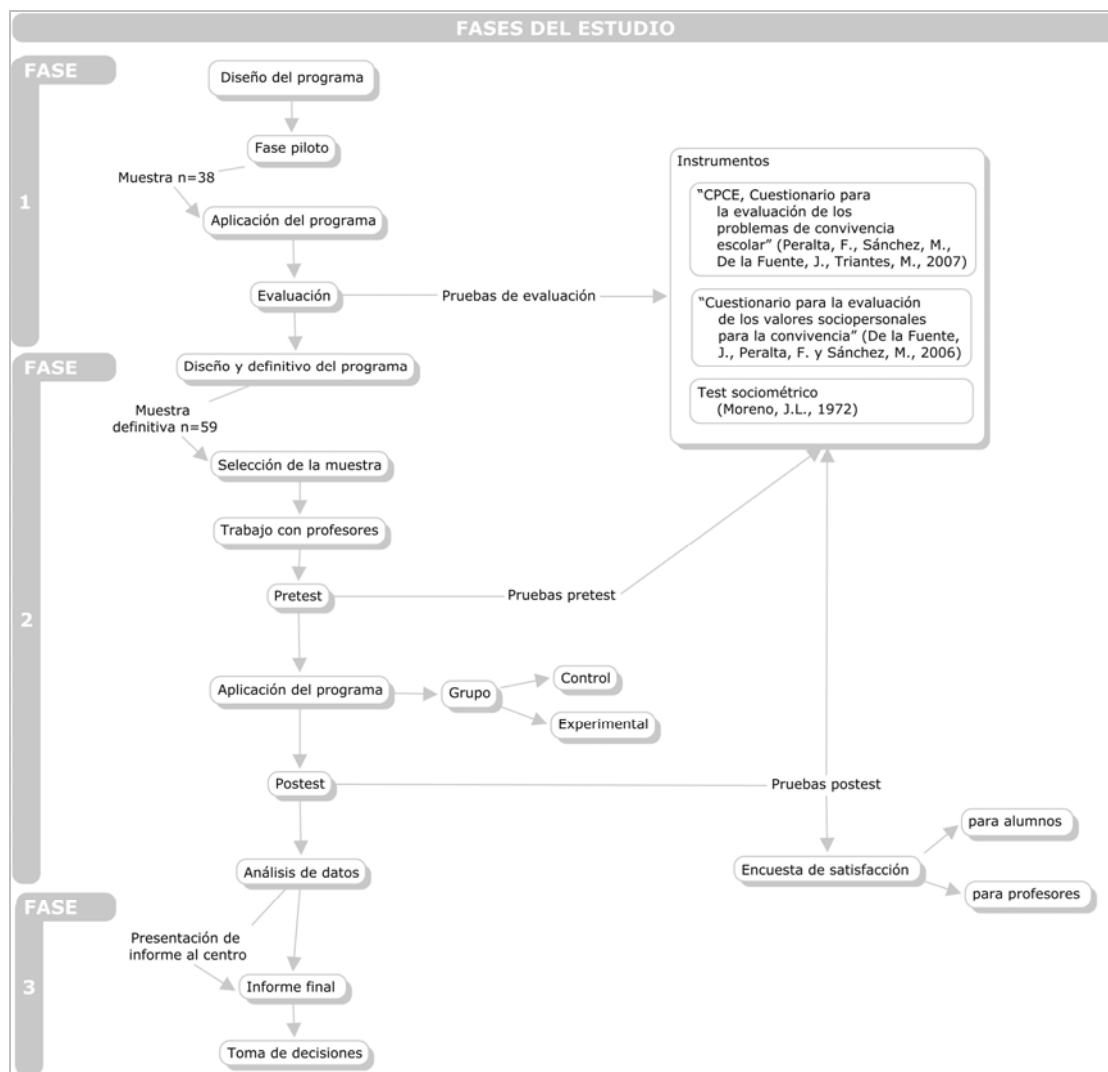 FASES DEL ESTUDIO
FASE
1
Diseño del programa
Fase piloto
Muestra n=38
Aplicación del programa
Evaluación
Pruebas de evaluación
Instrumentos
“CPCE, Cuestionario para
la evaluación de los
problemas de convivencia
escolar” (Peralta, F., Sánchez, M.,
De la Fuente, J., Triantes, M., 2007)
“Cuestionario para la evaluación
de los valores sociopersonales
para la convivencia” (De la Fuente,
J., Peralta, F. y Sánchez, M., 2006)
Test sociométrico
(Moreno, J.L., 1972)
FASE
2
Diseño y definitivo del programa
Muestra
definitiva n=59
Selección de la muestra
Trabajo con profesores
Pretest
Pruebas pretest
Aplicación del programa
Grupo
Control
Experimental
Postest
Pruebas postest
Encuesta de satisfacción
para alumnos
para profesores
Análisis de datos
FASE
3
Presentación de
informe al centro
Informe final
Toma de decisiones